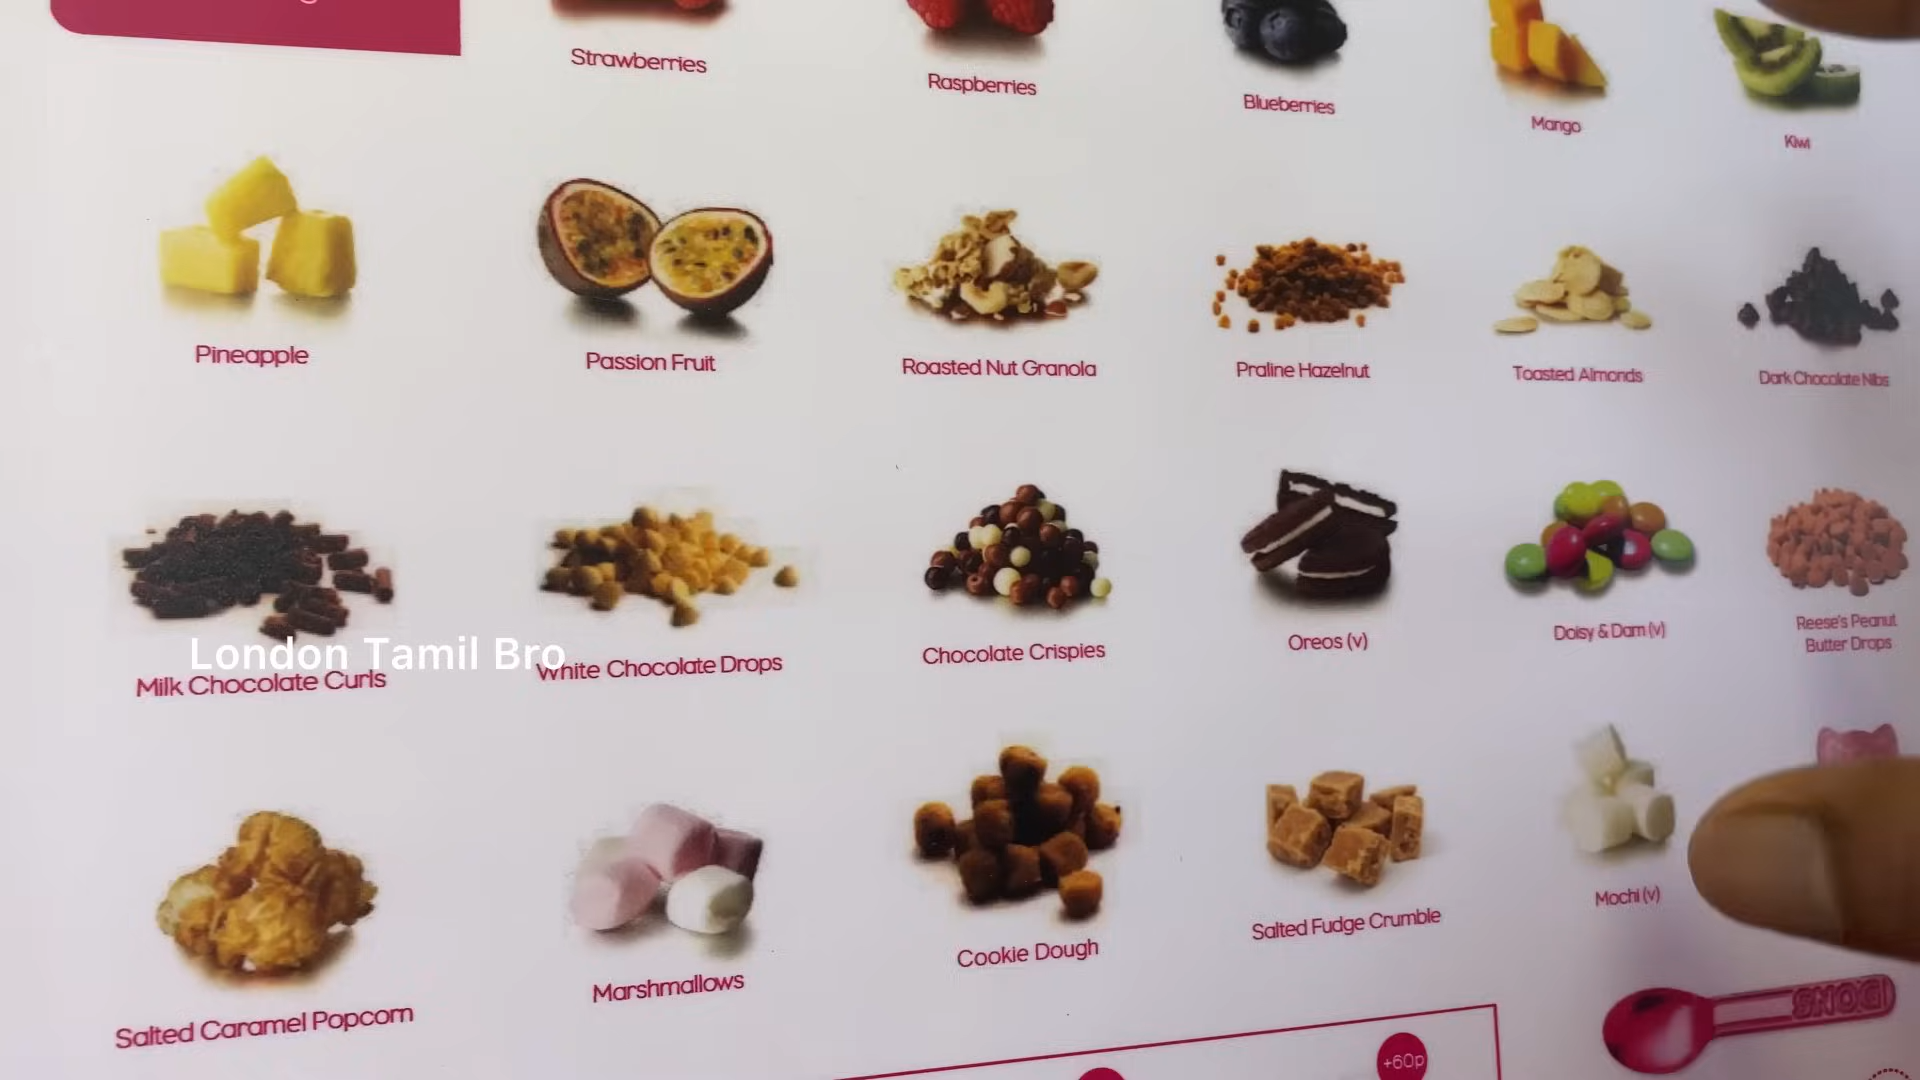 Strawberries
Raspberries
Blueberries
Mango
Kiwi
Pineapple
Passion Fruit
Roasted Nut Granola
Praline Hazelnut
Toasted Almonds
Dark Chocolate Nibs
London Tamil Bro
Milk Chocolate Curls
White Chocolate Drops
Chocolate Crispies
Oreos (v)
Doisy & Dam (v)
Reese's Peanut
Butter Drops
Salted Caramel Popcorn
Marshmallows
Cookie Dough
Salted Fudge Crumble
Mochi (v)
SNOG
+60p